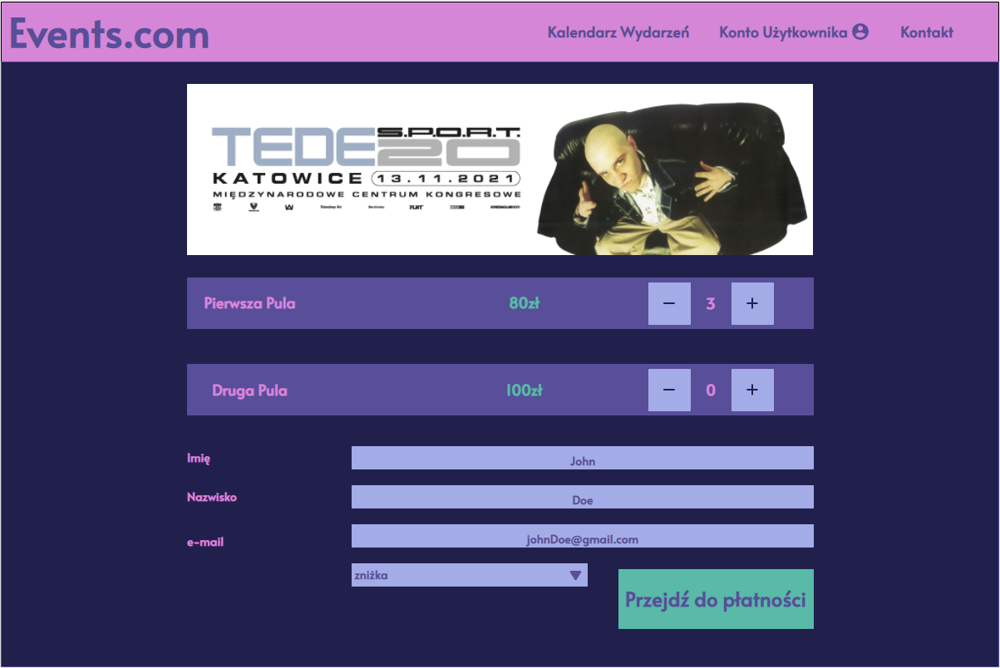 Events.com
Kalendarz Wydarzeń Konto Użytkownika Kontakt
TEDE S.P.O.R.T. 20
KATOWICE 13.11.2021
MIĘDZYNARODOWE CENTRUM KONGRESOWE
Pierwsza Pula 80zł − 3 +
Druga Pula 100zł − 0 +
Imię John
Nazwisko Doe
e-mail johnDoe@gmail.com
zniżka
Przejdź do płatności